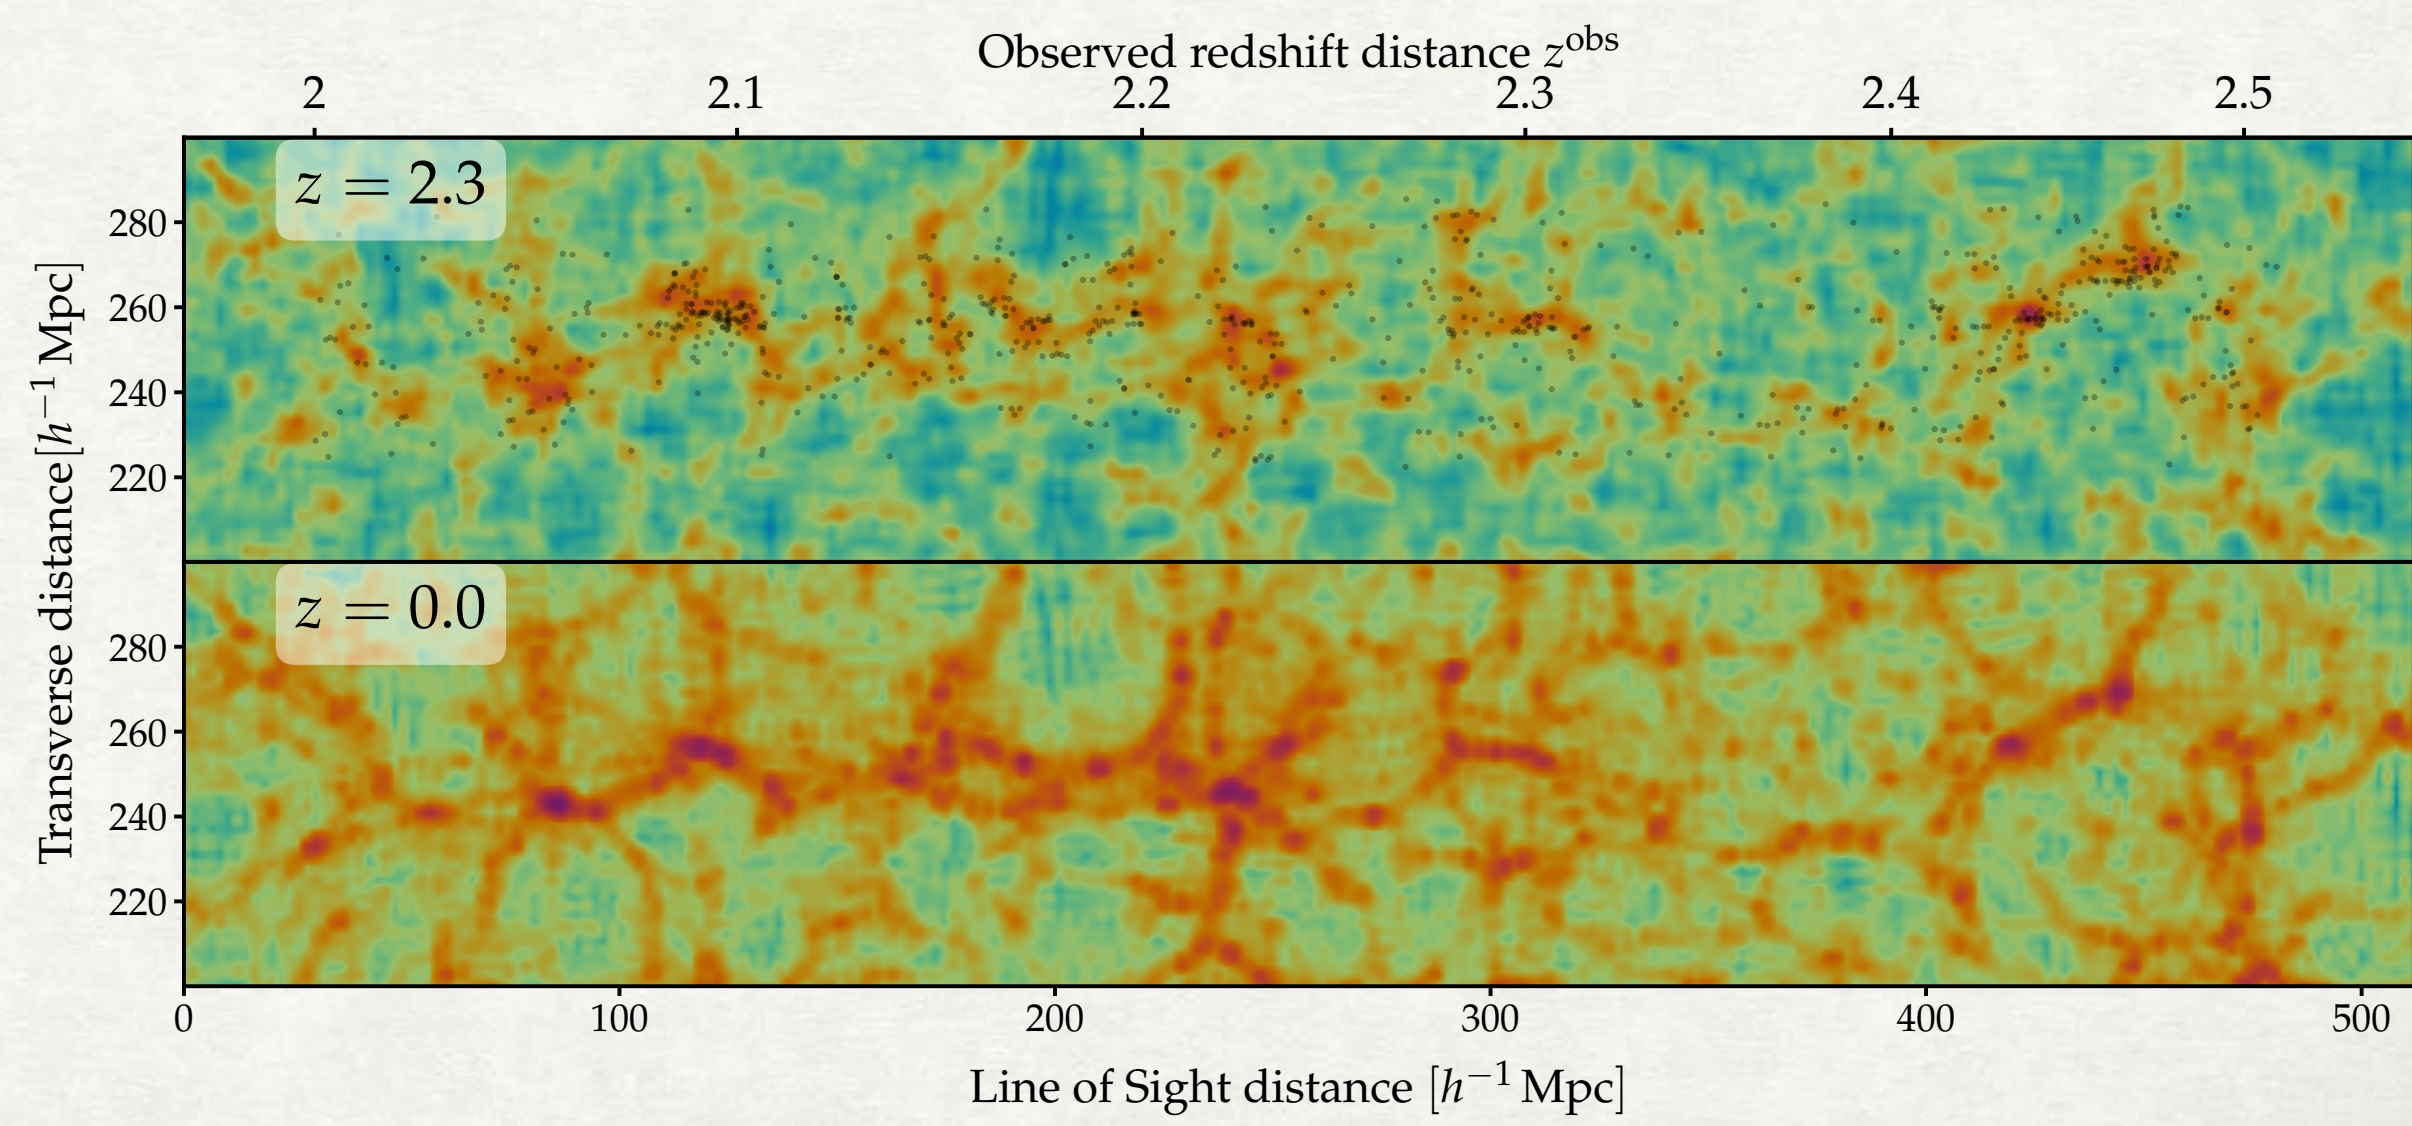 Observed redshift distance z^obs
2 2.1 2.2 2.3 2.4 2.5
z = 2.3
280
260
240
220
Transverse distance[h^−1 Mpc]
z = 0.0
280
260
240
220
0 100 200 300 400 500
Line of Sight distance [h^−1 Mpc]